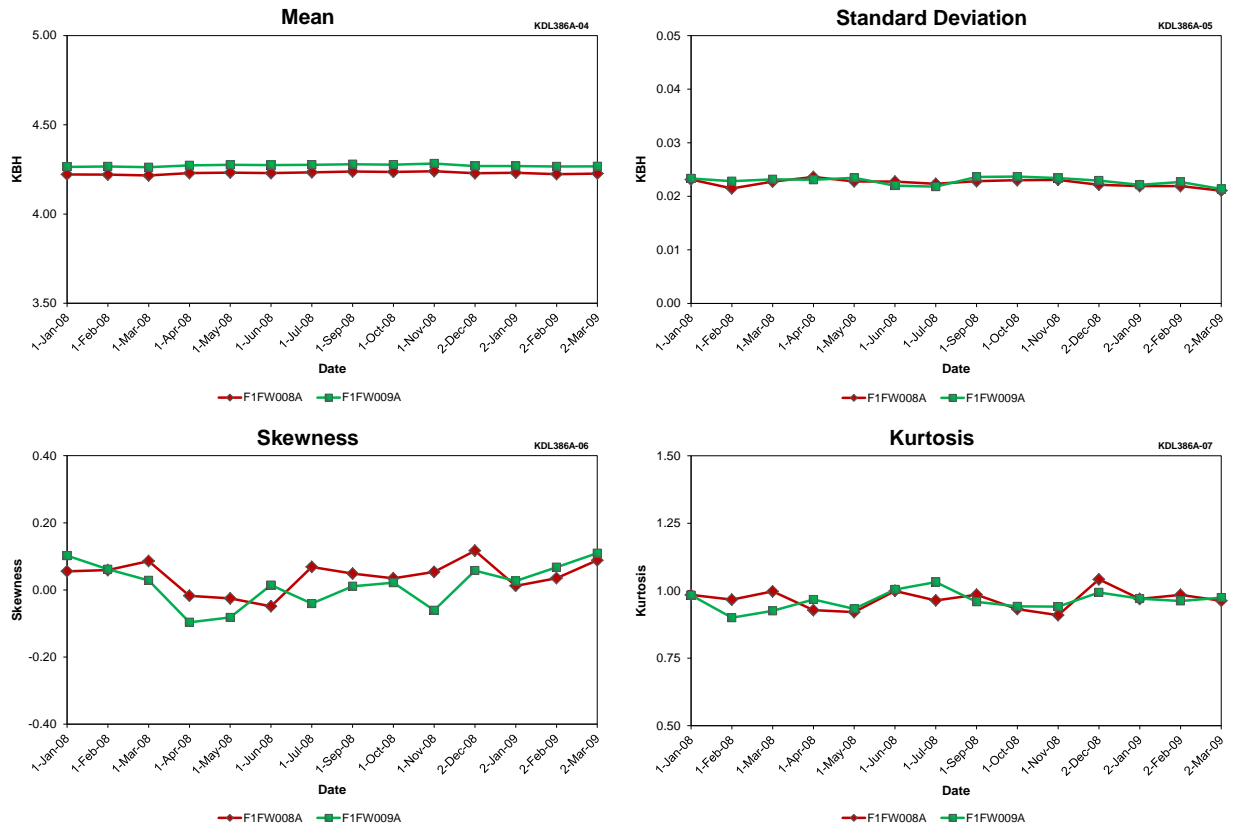 Mean
KDL386A-04
5.00
4.50
4.00
3.50
KBH
1-Jan-08
1-Feb-08
1-Mar-08
1-Apr-08
1-May-08
1-Jun-08
1-Jul-08
1-Sep-08
1-Oct-08
1-Nov-08
2-Dec-08
2-Jan-09
2-Feb-09
2-Mar-09
Date
F1FW008A F1FW009A
Standard Deviation
KDL386A-05
0.05
0.04
0.03
0.02
0.01
0.00
KBH
1-Jan-08
1-Feb-08
1-Mar-08
1-Apr-08
1-May-08
1-Jun-08
1-Jul-08
1-Sep-08
1-Oct-08
1-Nov-08
2-Dec-08
2-Jan-09
2-Feb-09
2-Mar-09
Date
F1FW008A F1FW009A
Skewness
KDL386A-06
0.40
0.20
0.00
-0.20
-0.40
Skewness
1-Jan-08
1-Feb-08
1-Mar-08
1-Apr-08
1-May-08
1-Jun-08
1-Jul-08
1-Sep-08
1-Oct-08
1-Nov-08
2-Dec-08
2-Jan-09
2-Feb-09
2-Mar-09
Date
F1FW008A F1FW009A
Kurtosis
KDL386A-07
1.50
1.25
1.00
0.75
0.50
Kurtosis
1-Jan-08
1-Feb-08
1-Mar-08
1-Apr-08
1-May-08
1-Jun-08
1-Jul-08
1-Sep-08
1-Oct-08
1-Nov-08
2-Dec-08
2-Jan-09
2-Feb-09
2-Mar-09
Date
F1FW008A F1FW009A